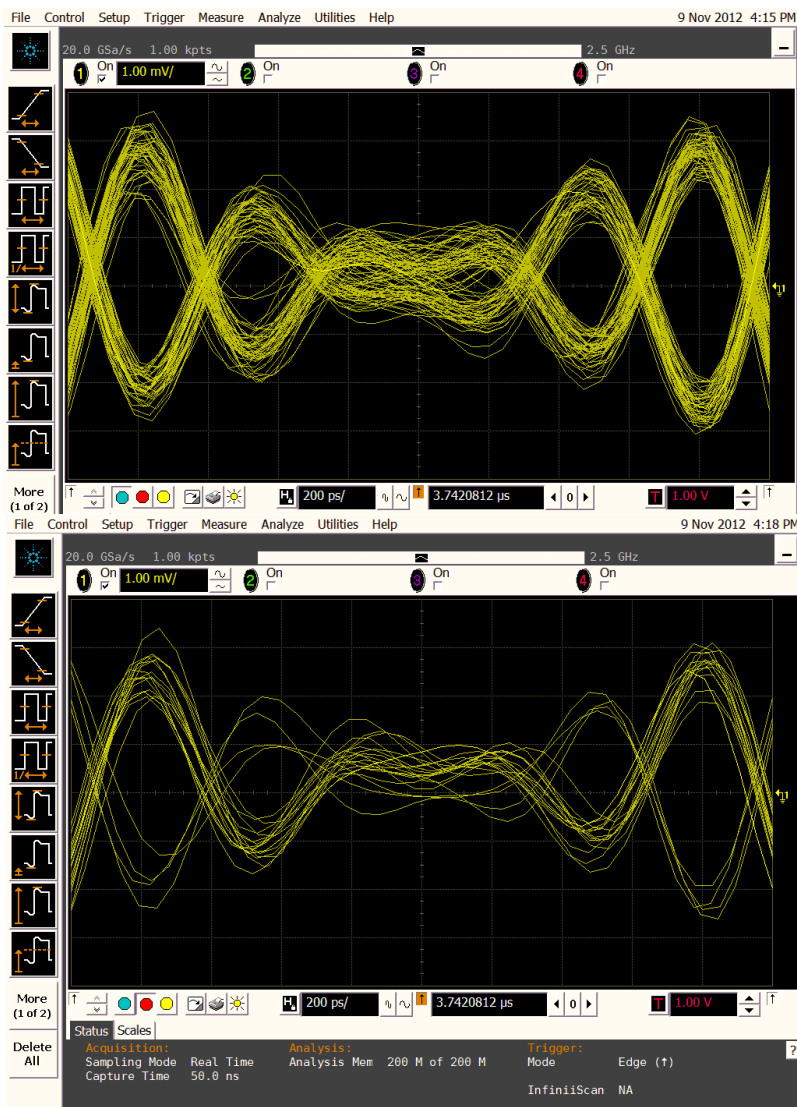 File Control Setup Trigger Measure Analyze Utilities Help 9 Nov 2012 4:15 PM
20.0 GSa/s 1.00 kpts 2.5 GHz
1 On 1.00 mV/ 2 On 3 On 4 On
1/
1
More
(1 of 2)
H 200 ps/ 3.7420812 µs 0 T 1.00 V
File Control Setup Trigger Measure Analyze Utilities Help 9 Nov 2012 4:18 PM
20.0 GSa/s 1.00 kpts 2.5 GHz
1 On 1.00 mV/ 2 On 3 On 4 On
1/
1
More
(1 of 2)
H 200 ps/ 3.7420812 µs 0 T 1.00 V
Delete
All
Status Scales
Acquisition: Analysis: Trigger:
Sampling Mode Real Time Analysis Mem 200 M of 200 M Mode Edge (↑)
Capture Time 50.0 ns
InfiniiScan NA
?